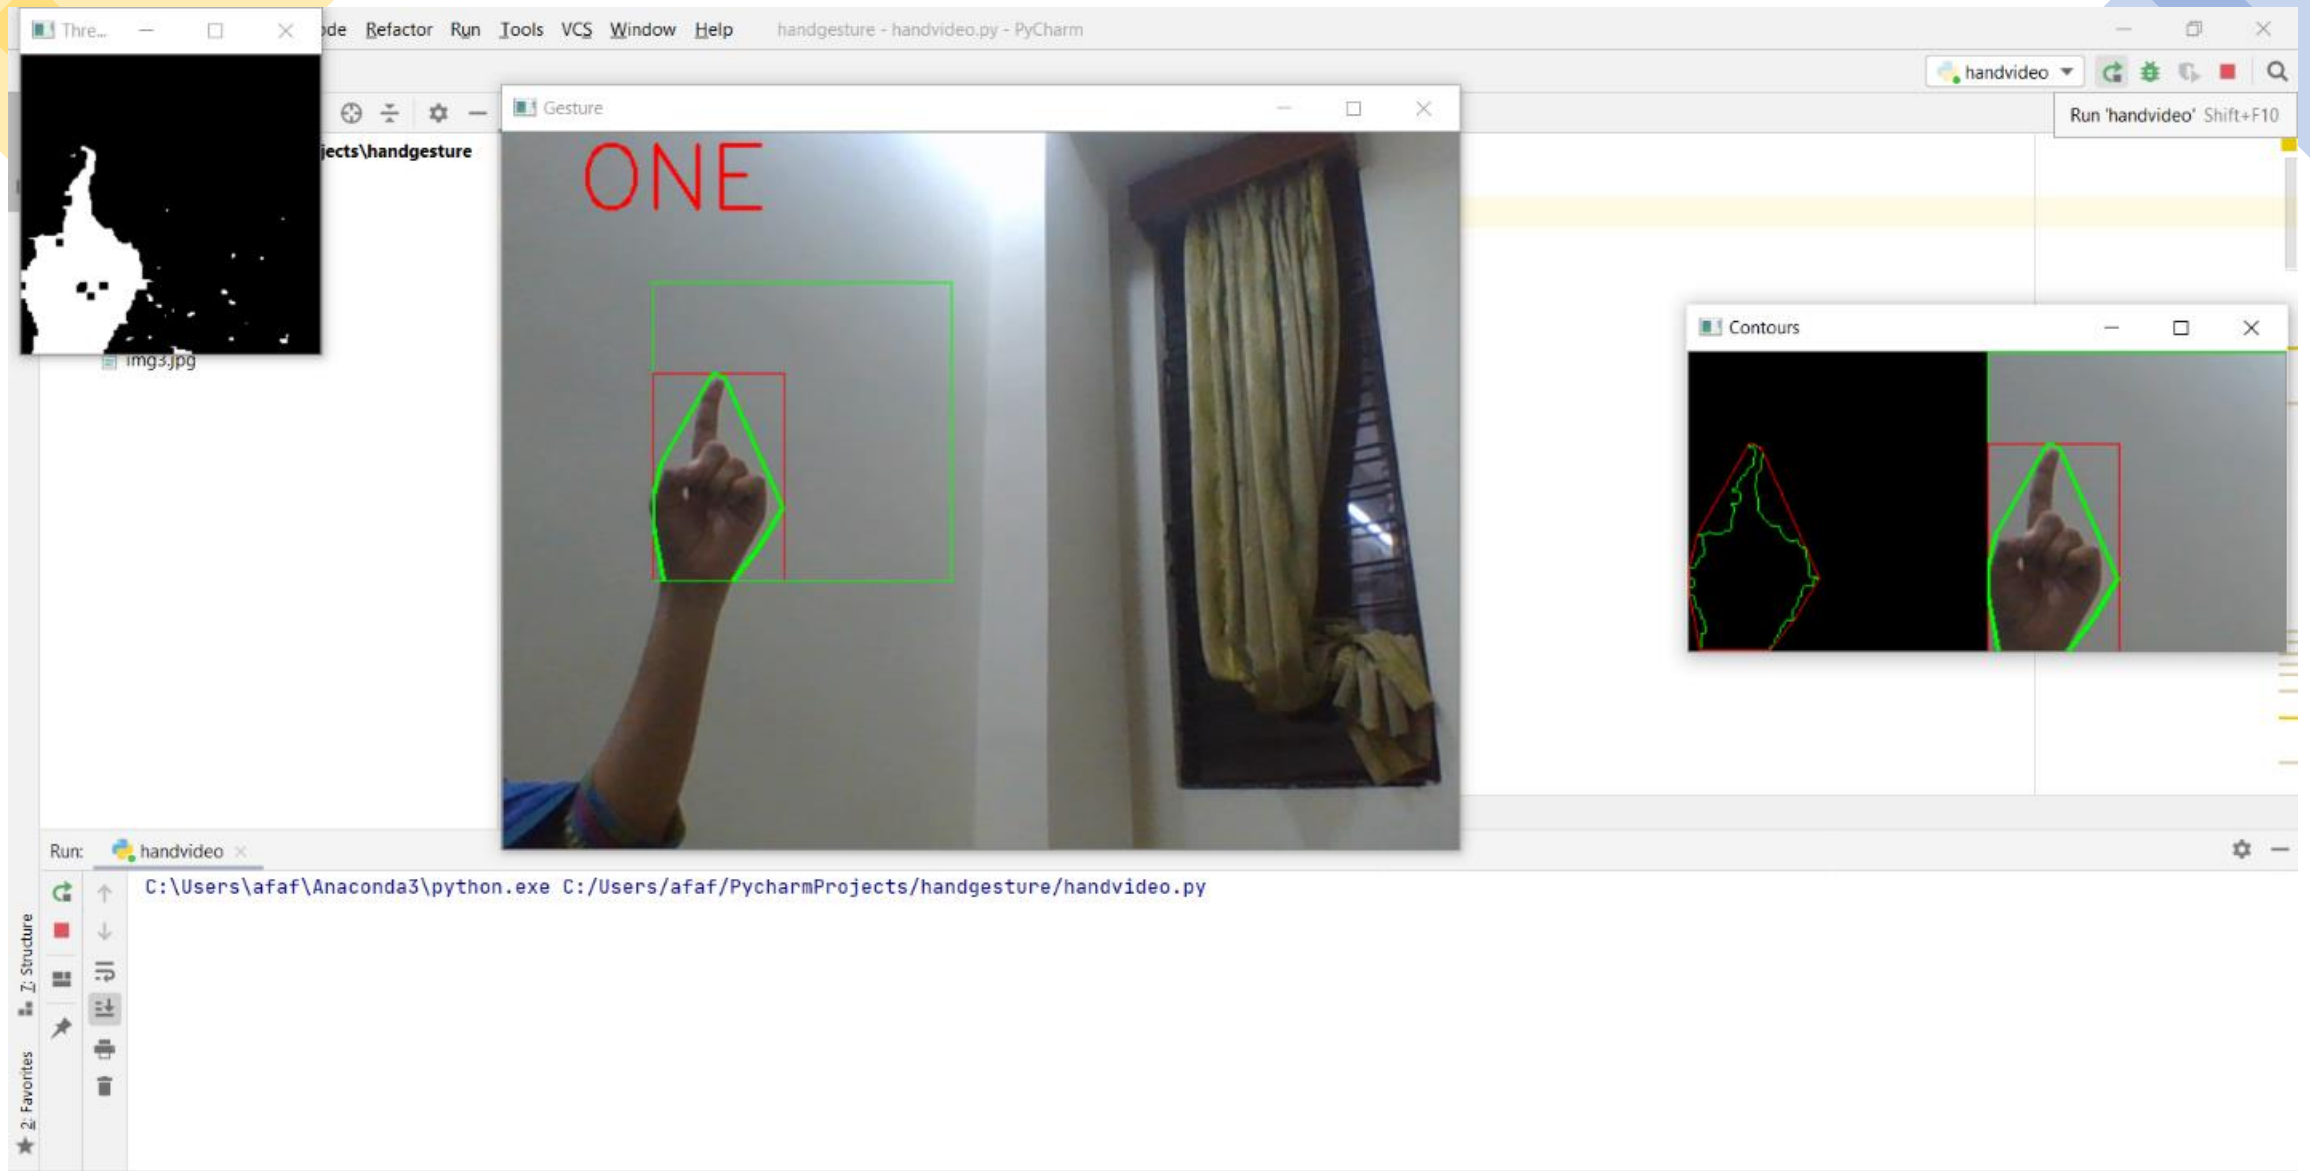 Thre...
ode Refactor Run Tools VCS Window Help handgesture - handvideo.py - PyCharm
handvideo
Gesture
Run 'handvideo' Shift+F10
jects\handgesture
ONE
Contours
img3.jpg
Run: handvideo
C:\Users\afaf\Anaconda3\python.exe C:/Users/afaf/PycharmProjects/handgesture/handvideo.py
7: Structure
2: Favorites